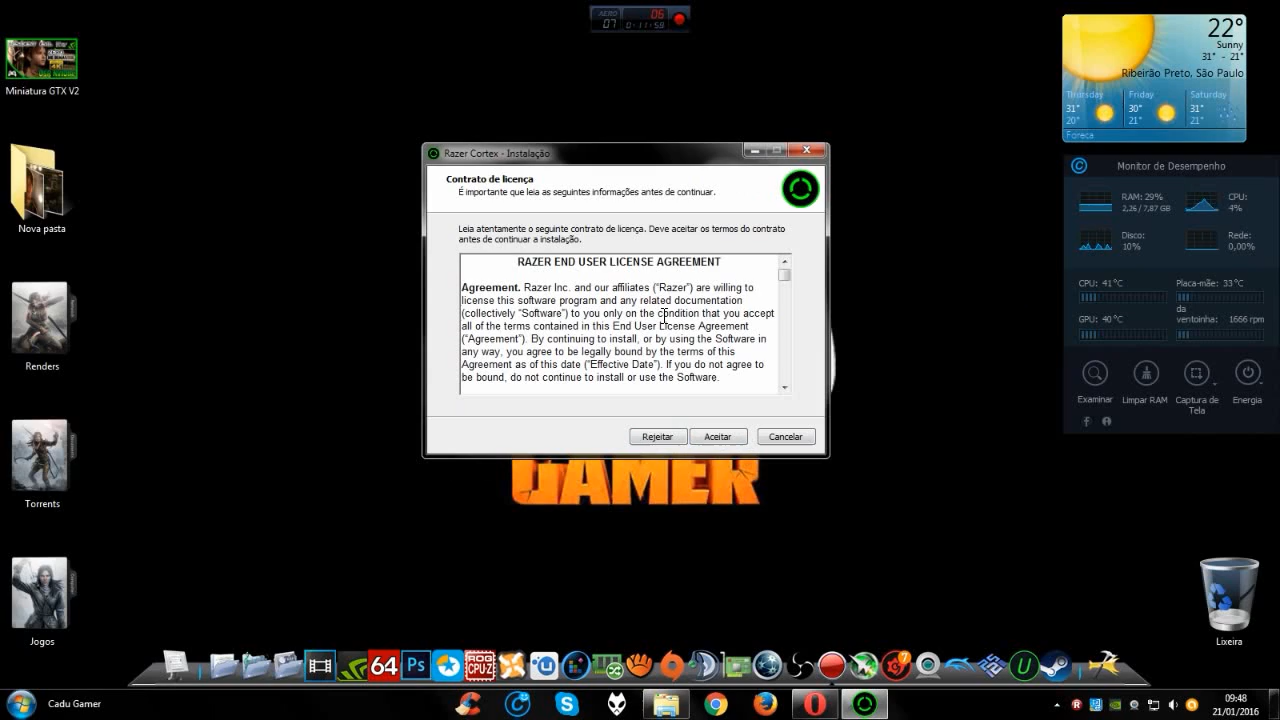 AERO
06
07
0-11-59
Miniatura GTX V2
Nova pasta
Renders
Torrents
Jogos
Razer Cortex - Instalação
Contrato de licença
É importante que leia as seguintes informações antes de continuar.
Leia atentamente o seguinte contrato de licença. Deve aceitar os termos do contrato
antes de continuar a instalação.
RAZER END USER LICENSE AGREEMENT
Agreement. Razer Inc. and our affiliates (“Razer”) are willing to
license this software program and any related documentation
(collectively “Software”) to you only on the condition that you accept
all of the terms contained in this End User License Agreement
(“Agreement”). By continuing to install, or by using the Software in
any way, you agree to be legally bound by the terms of this
Agreement as of this date (“Effective Date”). If you do not agree to
be bound, do not continue to install or use the Software.
Rejeitar
Aceitar
Cancelar
GAMER
22°
Sunny
31° - 21°
Ribeirão Preto, São Paulo
Thursday
Friday
Saturday
31°
30°
31°
20°
21°
21°
Foreca
Monitor de Desempenho
RAM: 29%
2,26 / 7,87 GB
CPU:
4%
Disco:
10%
Rede:
0,00%
CPU: 41°C
Placa-mãe: 33°C
GPU: 40°C
da
ventoinha:
1666 rpm
Examinar
Limpar RAM
Captura de
Tela
Energia
Lixeira
64
Ps
ROG
CPU-Z
7
Cadu Gamer
09:48
21/01/2016